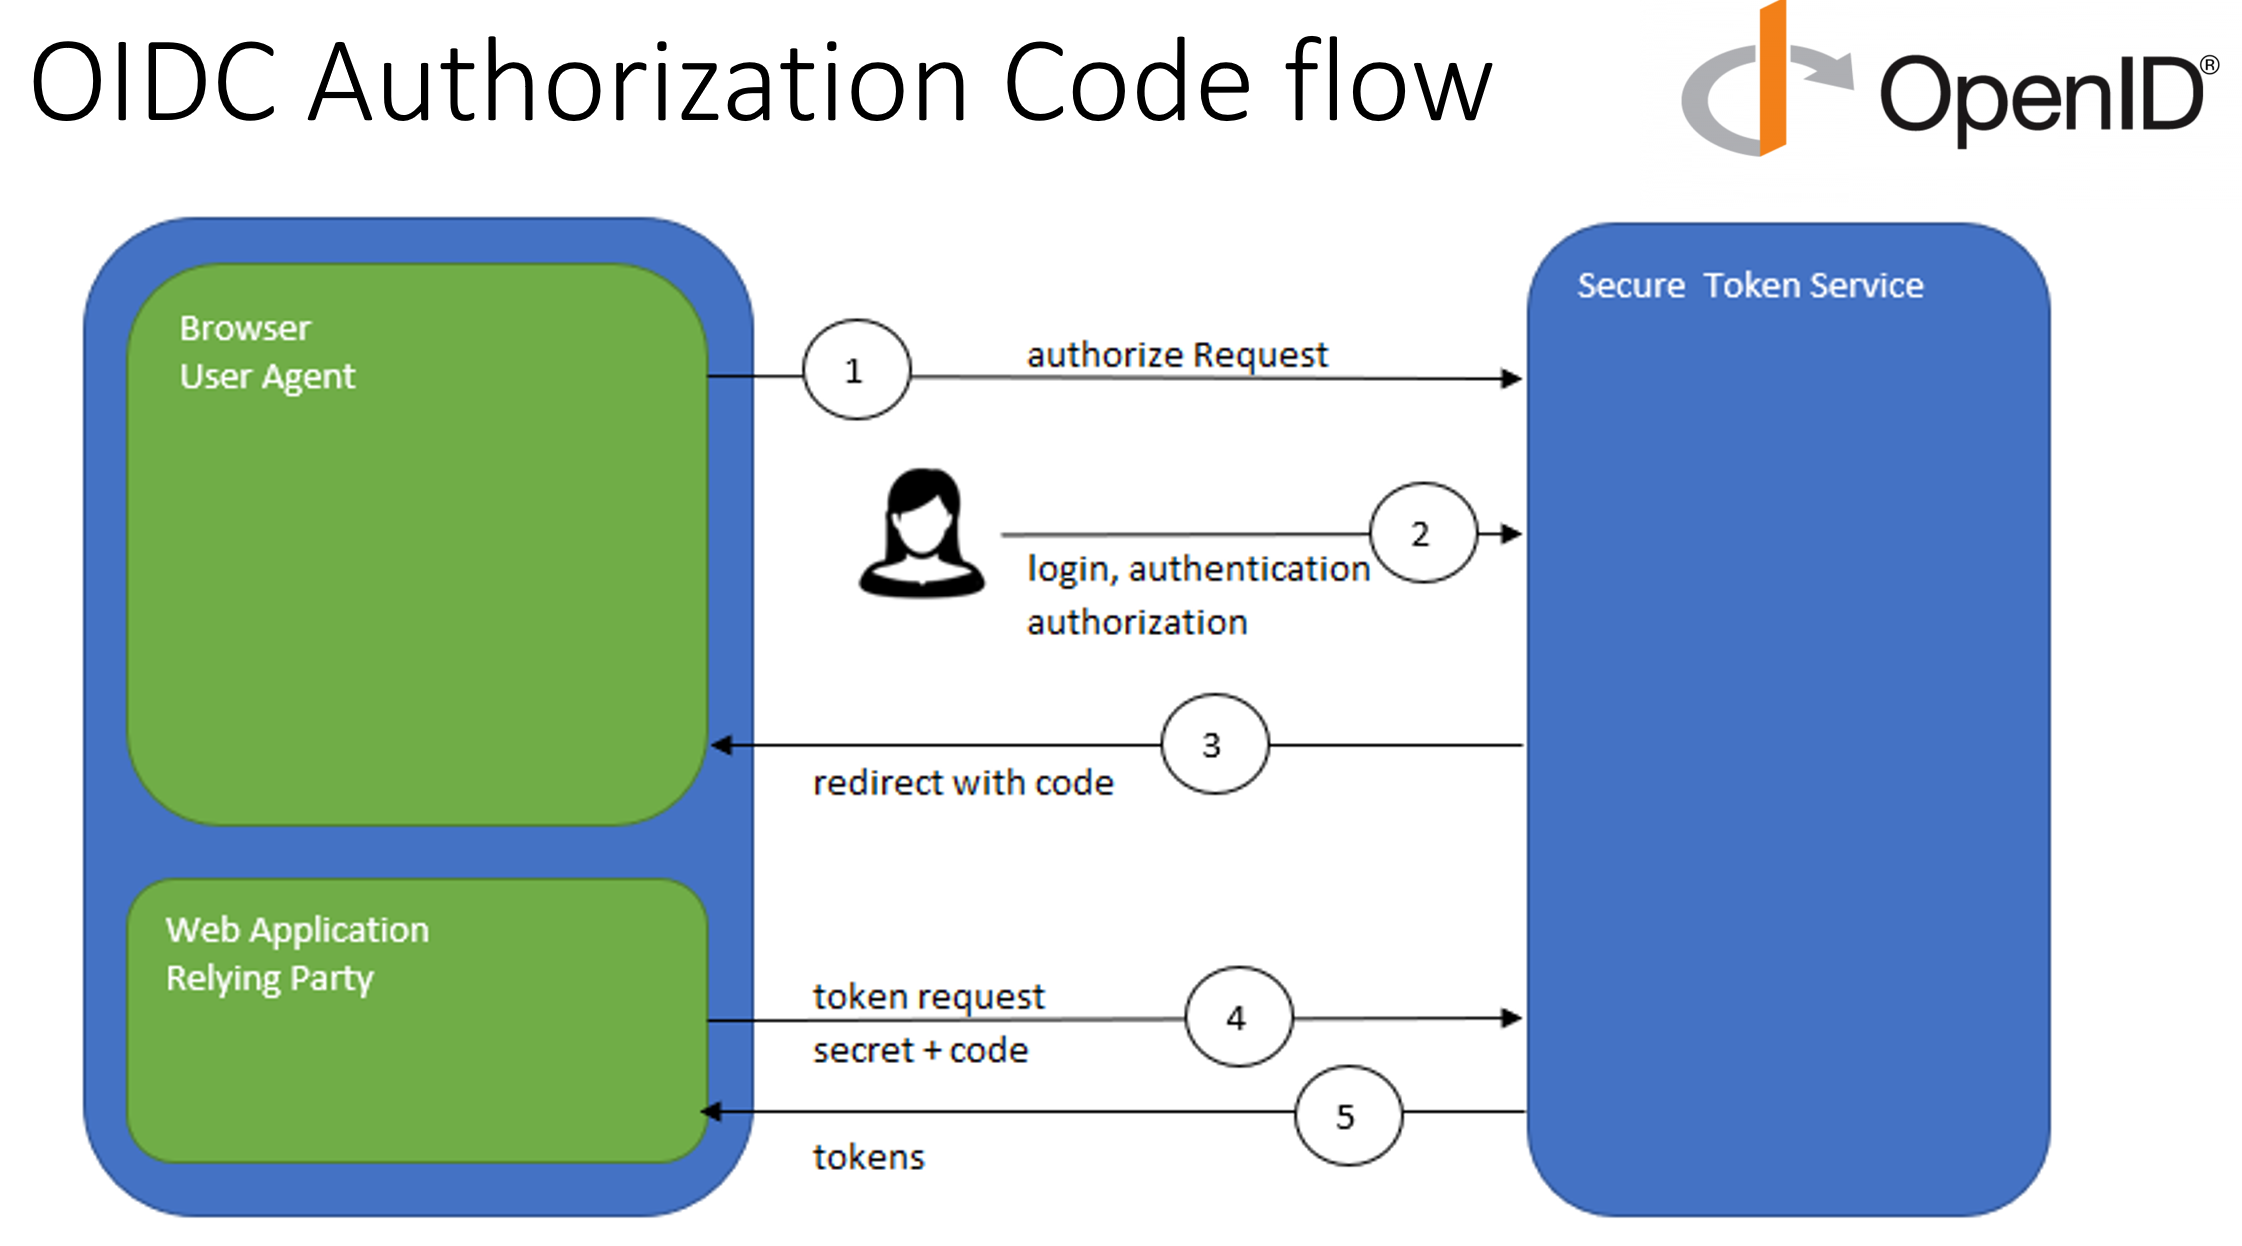 OIDC Authorization Code flow
OpenID®
Browser
User Agent
Secure Token Service
1
authorize Request
2
login, authentication
authorization
3
redirect with code
Web Application
Relying Party
token request
4
secret + code
5
tokens